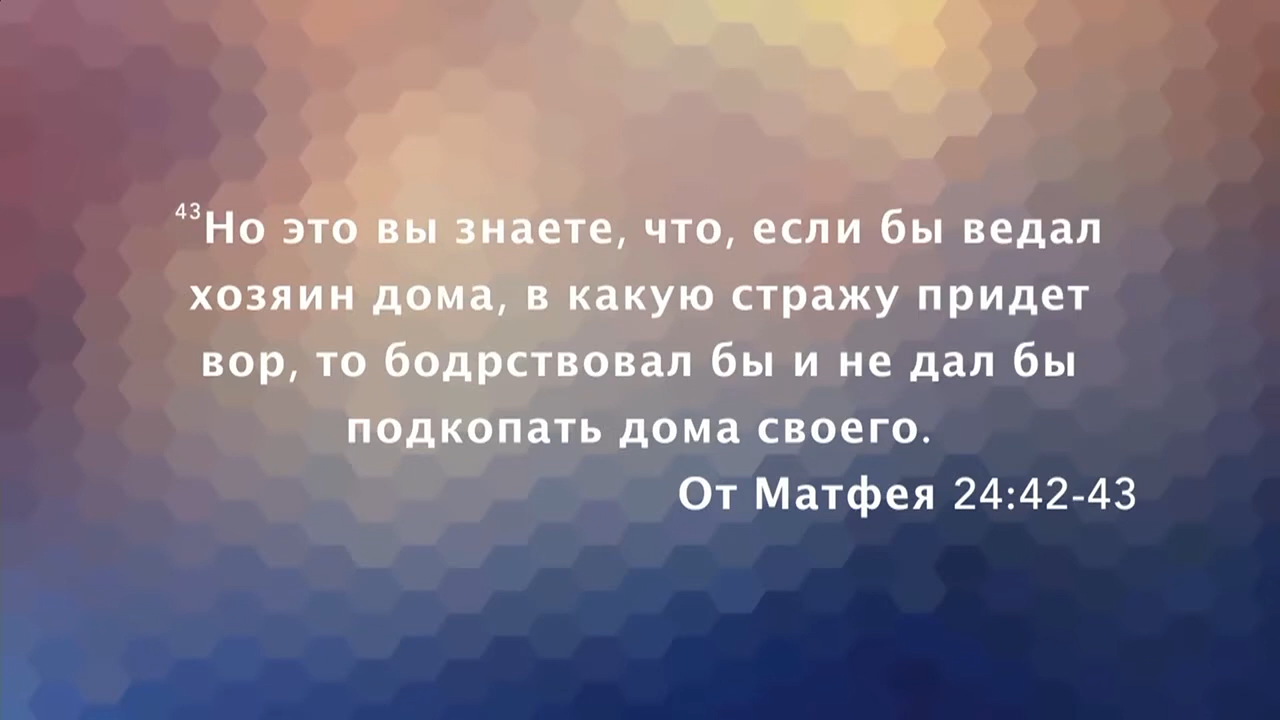 ⁴³Но это вы знаете, что, если бы ведал
хозяин дома, в какую стражу придет
вор, то бодрствовал бы и не дал бы
подкопать дома своего.
От Матфея 24:42-43